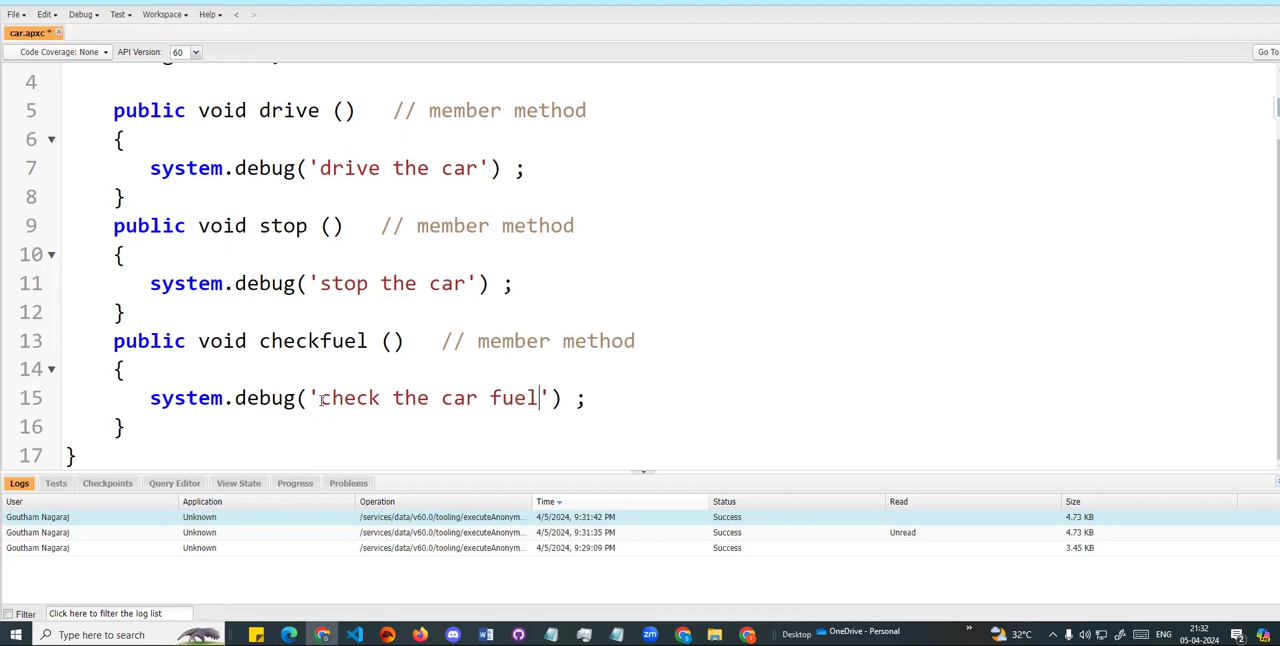 File Edit Debug Test Workspace Help < >
car.apxc *
Code Coverage: None API Version: 60 Go To
4
5 public void drive () // member method
6 {
7 system.debug('drive the car') ;
8 }
9 public void stop () // member method
10 {
11 system.debug('stop the car') ;
12 }
13 public void checkfuel () // member method
14 {
15 system.debug('check the car fuel') ;
16 }
17 }
Logs Tests Checkpoints Query Editor View State Progress Problems
User Application Operation Time Status Read Size
Goutham Nagaraj Unknown /services/data/v60.0/tooling/executeAnonym... 4/5/2024, 9:31:42 PM Success 4.73 KB
Goutham Nagaraj Unknown /services/data/v60.0/tooling/executeAnonym... 4/5/2024, 9:31:35 PM Success Unread 4.73 KB
Goutham Nagaraj Unknown /services/data/v60.0/tooling/executeAnonym... 4/5/2024, 9:29:09 PM Success 3.45 KB
Filter Click here to filter the log list
Type here to search Desktop OneDrive - Personal » 32°C ENG 21:32
05-04-2024